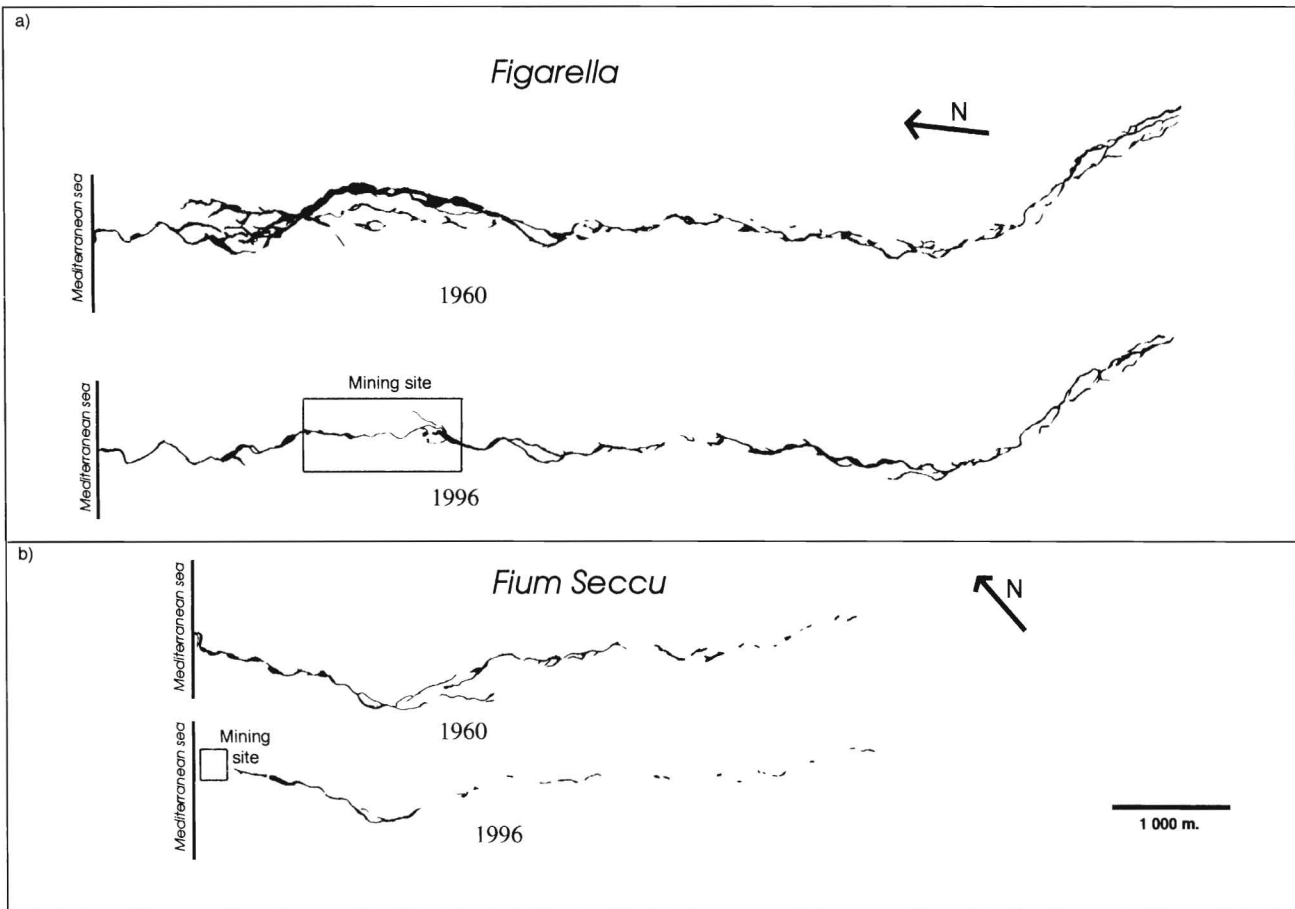 a)
Figarella
N
Mediterranean sea
1960
Mining site
Mediterranean sea
1996
b)
Fium Seccu
N
Mediterranean sea
1960
Mining
site
Mediterranean sea
1996
1 000 m.